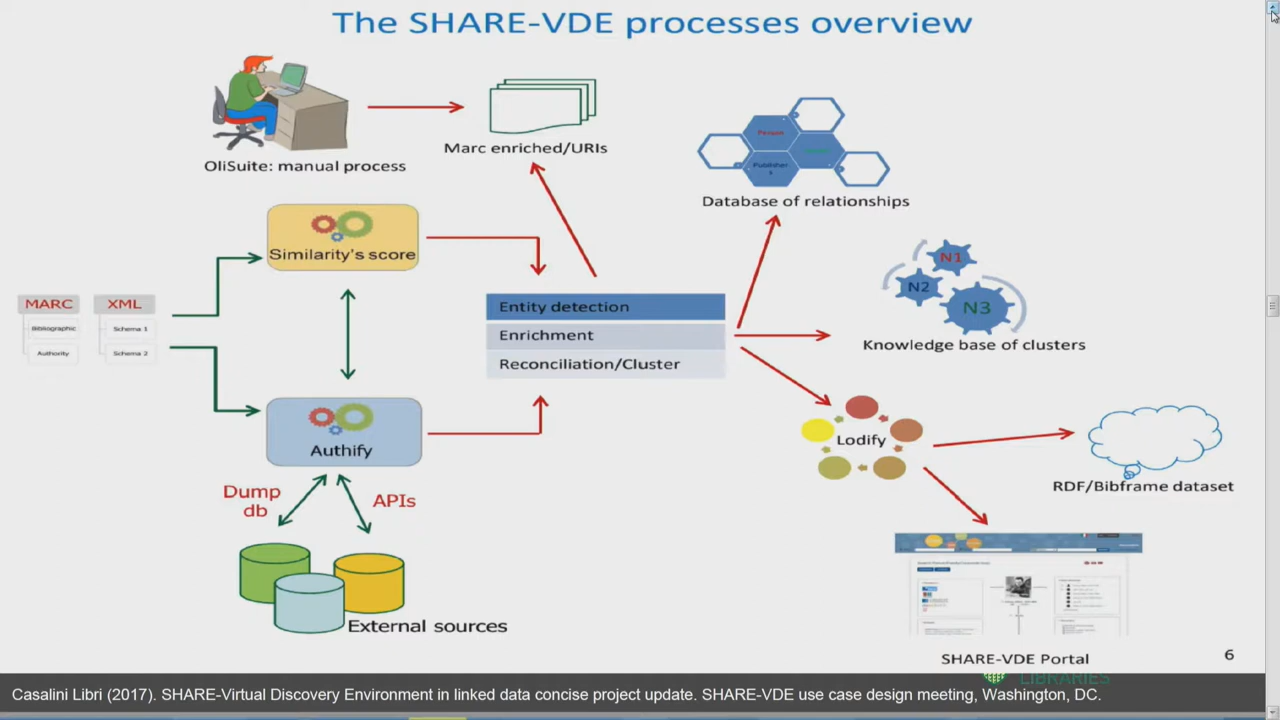 The SHARE-VDE processes overview
OliSuite: manual process
Marc enriched/URIs
People
Publisher
s
Database of relationships
Similarity's score
MARC
Bibliographic
Authority
XML
Schema 1
Schema 2
Entity detection
Enrichment
Reconciliation/Cluster
N1
N2
N3
Knowledge base of clusters
Authify
Lodify
RDF/Bibframe dataset
Dump
db
APIs
External sources
SHARE-VDE Portal
6
LIBRARIES
Casalini Libri (2017). SHARE-Virtual Discovery Environment in linked data concise project update. SHARE-VDE use case design meeting, Washington, DC.